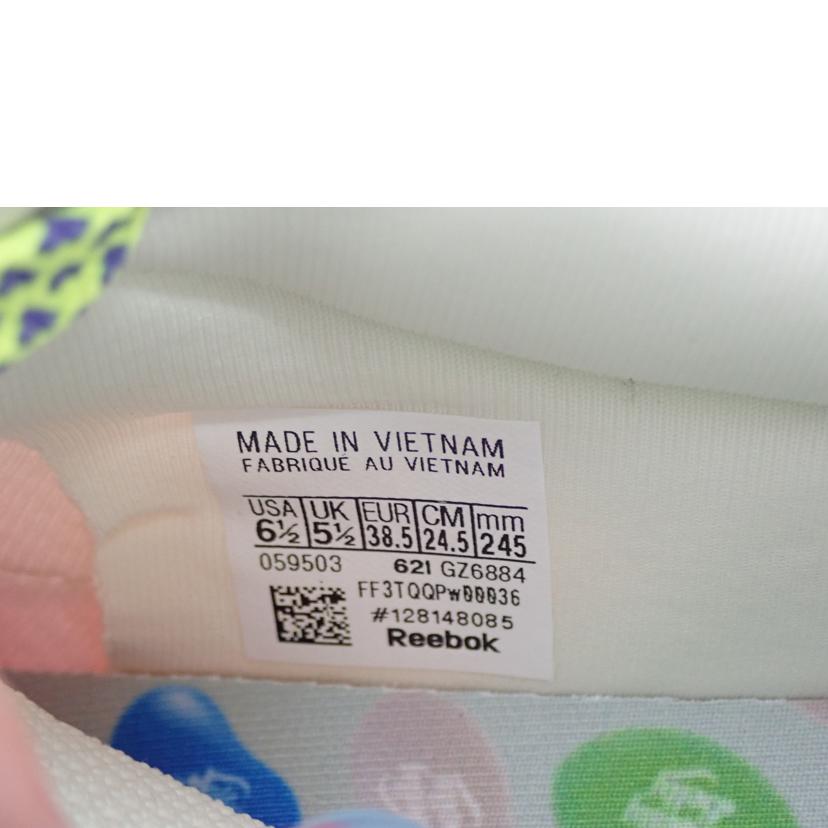 MADE IN VIETNAM
FABRIQUÉ AU VIETNAM
USA UK EUR CM mm
6½ 5½ 38.5 24.5 245
059503 621 GZ6884
FF3TQQPw00036
#128148085
Reebok